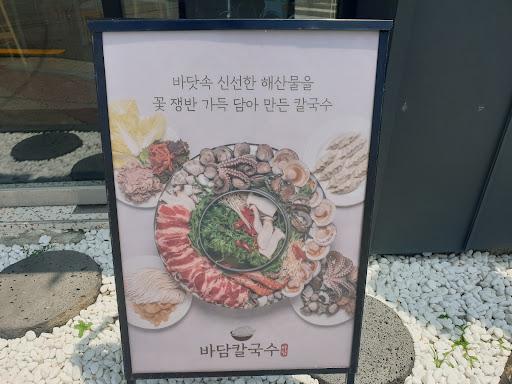 바닷속 신선한 해산물을
꽃 쟁반 가득 담아 만든 칼국수
바담칼국수